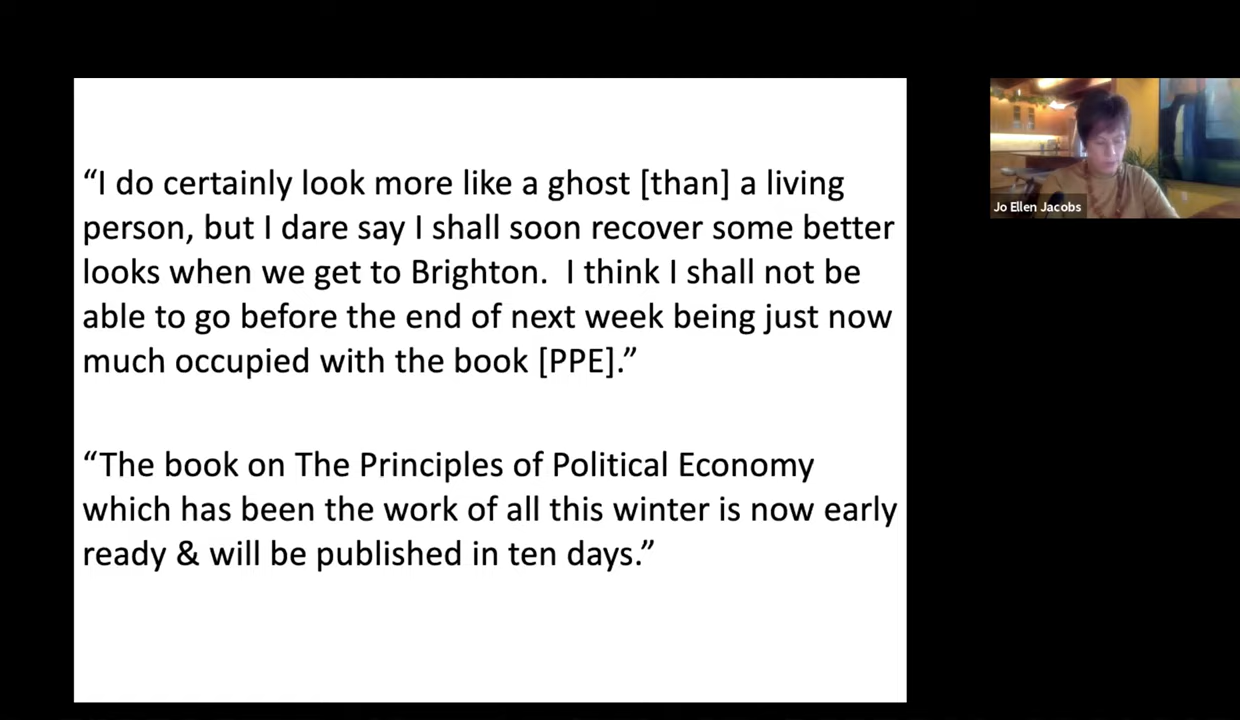 “I do certainly look more like a ghost [than] a living
person, but I dare say I shall soon recover some better
looks when we get to Brighton.  I think I shall not be
able to go before the end of next week being just now
much occupied with the book [PPE].”
“The book on The Principles of Political Economy
which has been the work of all this winter is now early
ready & will be published in ten days.”
Jo Ellen Jacobs